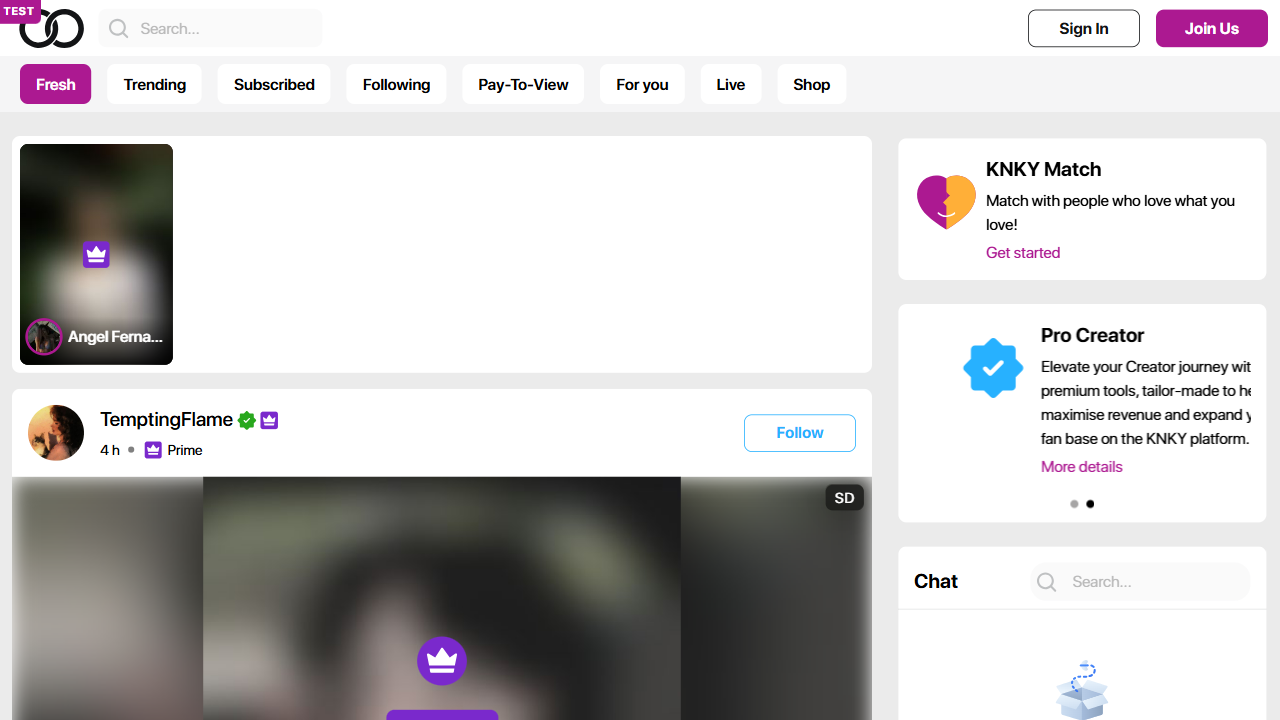 TEST
Search...
Sign In
Join Us
Fresh
Trending
Subscribed
Following
Pay-To-View
For you
Live
Shop
Angel Ferna...
KNKY Match
Match with people who love what you
love!
Get started
Pro Creator
Elevate your Creator journey wit
premium tools, tailor-made to he
maximise revenue and expand y
fan base on the KNKY platform.
More details
TemptingFlame
4 h
Prime
Follow
SD
Chat
Search...